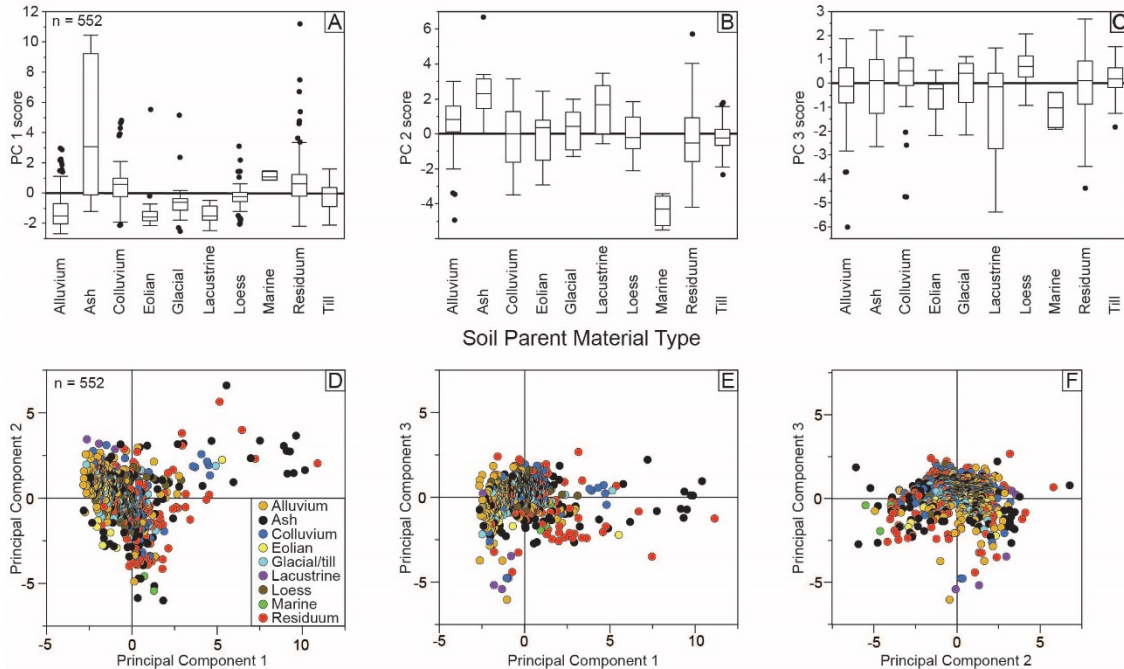 n = 552
A
PC 1 score
12
10
8
6
4
2
0
-2
Alluvium
Ash
Colluvium
Eolian
Glacial
Lacustrine
Loess
Marine
Residuum
Till
B
PC 2 score
6
4
2
0
-2
-4
Alluvium
Ash
Colluvium
Eolian
Glacial
Lacustrine
Loess
Marine
Residuum
Till
C
PC 3 score
3
2
1
0
-1
-2
-3
-4
-5
-6
Alluvium
Ash
Colluvium
Eolian
Glacial
Lacustrine
Loess
Marine
Residuum
Till
Soil Parent Material Type
n = 552
D
Principal Component 2
5
0
-5
Alluvium
Ash
Colluvium
Eolian
Glacial/till
Lacustrine
Loess
Marine
Residuum
-5 0 5 10
Principal Component 1
E
Principal Component 3
5
0
-5
-5 0 5 10
Principal Component 1
F
Principal Component 3
5
0
-5
-5 0 5
Principal Component 2